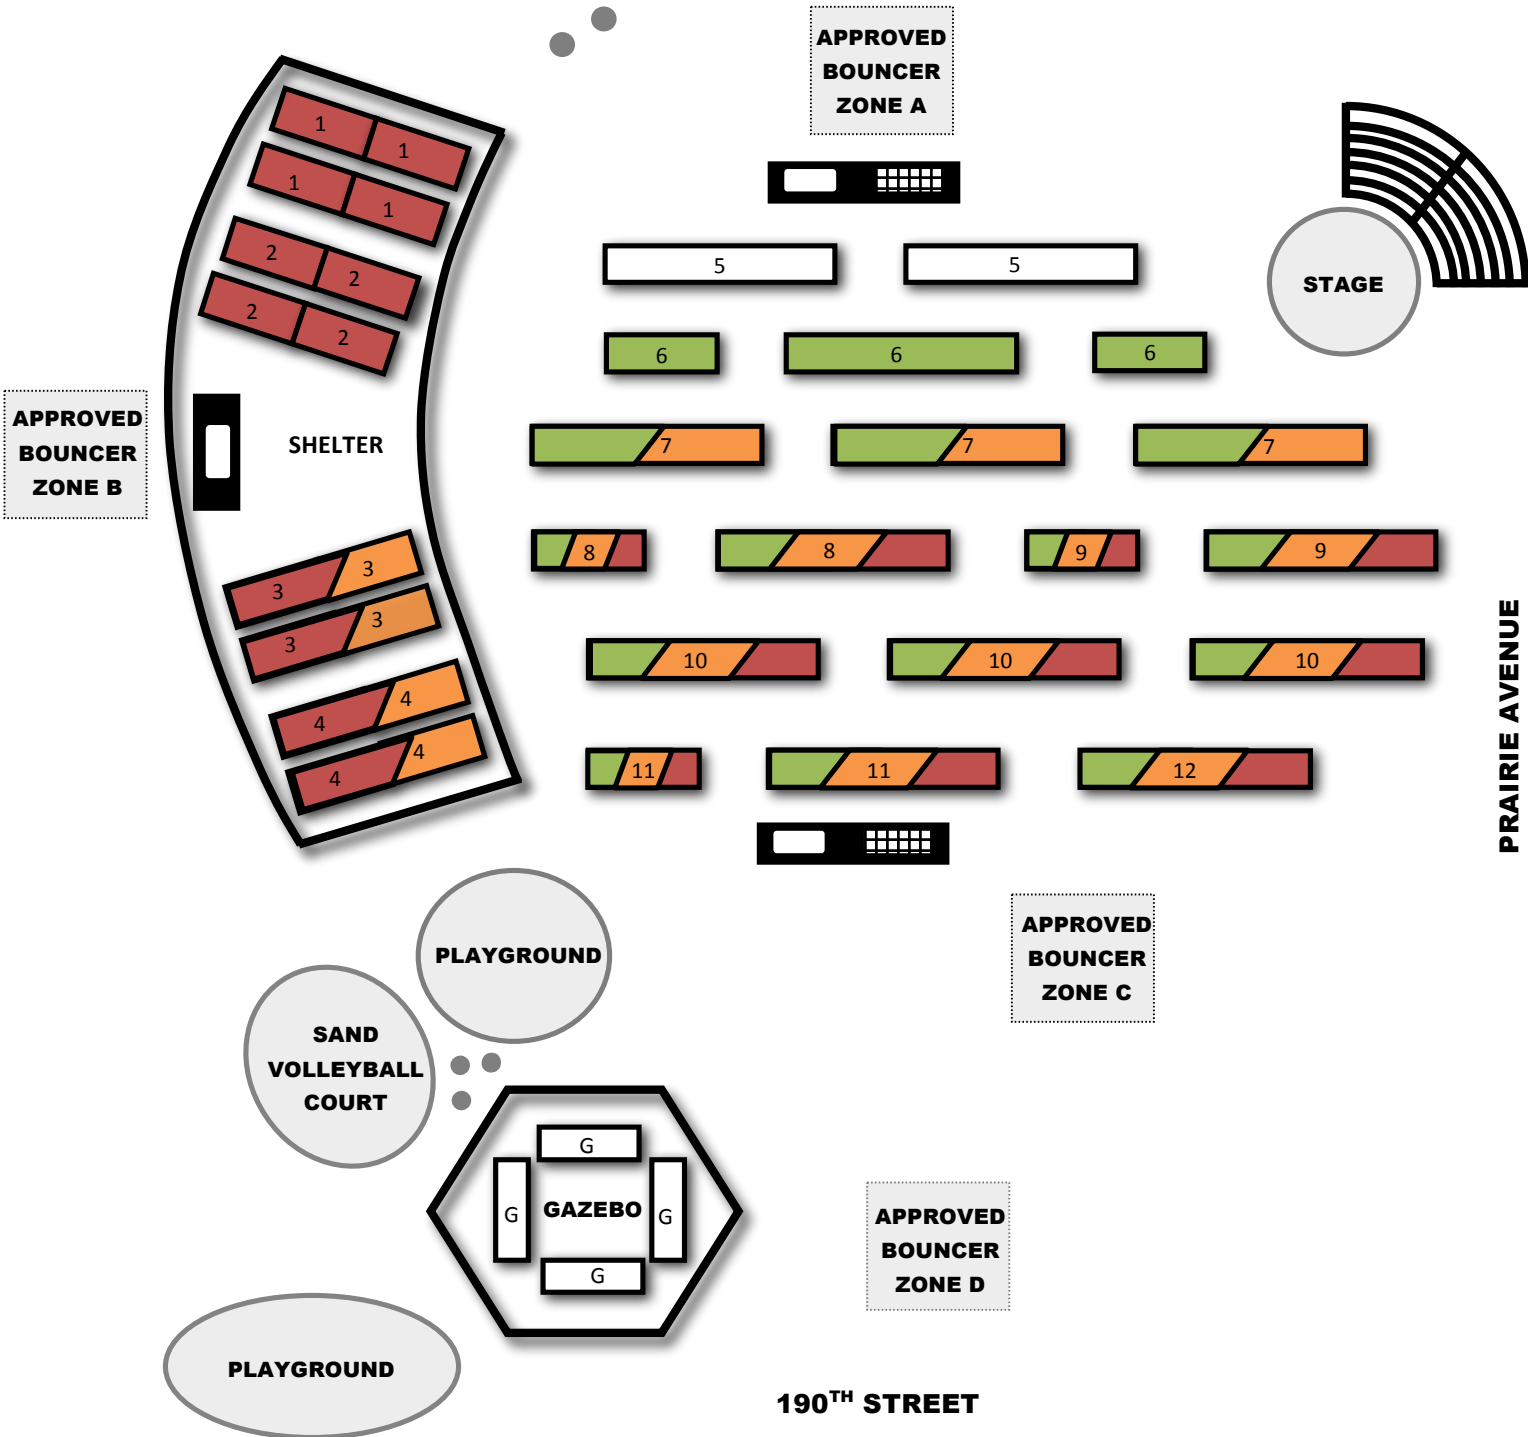 APPROVED
BOUNCER
ZONE A
1
1
1
1
2
2
2
2
5
5
STAGE
6
6
6
APPROVED
BOUNCER
ZONE B
SHELTER
7
7
7
3
3
3
8
8
9
9
4
4
4
4
10
10
10
11
11
12
PRAIRIE AVENUE
PLAYGROUND
APPROVED
BOUNCER
ZONE C
SAND
VOLLEYBALL
COURT
G
G
GAZEBO
G
G
APPROVED
BOUNCER
ZONE D
PLAYGROUND
190TH STREET